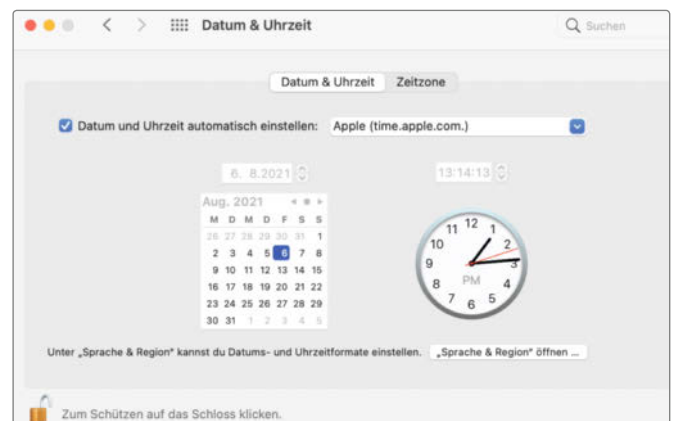 Datum & Uhrzeit
Suchen
Datum & Uhrzeit
Zeitzone
Datum und Uhrzeit automatisch einstellen:
Apple (time.apple.com.)
6. 8.2021
13:14:13
Aug. 2021
M D M D F S S
26 27 28 29 30 31 1
2 3 4 5 6 7 8
9 10 11 12 13 14 15
16 17 18 19 20 21 22
23 24 25 26 27 28 29
30 31 1 2 3 4 5
12
1
2
3
4
5
6
7
8
9
10
11
PM
Unter „Sprache & Region“ kannst du Datums- und Uhrzeitformate einstellen.
„Sprache & Region“ öffnen ...
Zum Schützen auf das Schloss klicken.